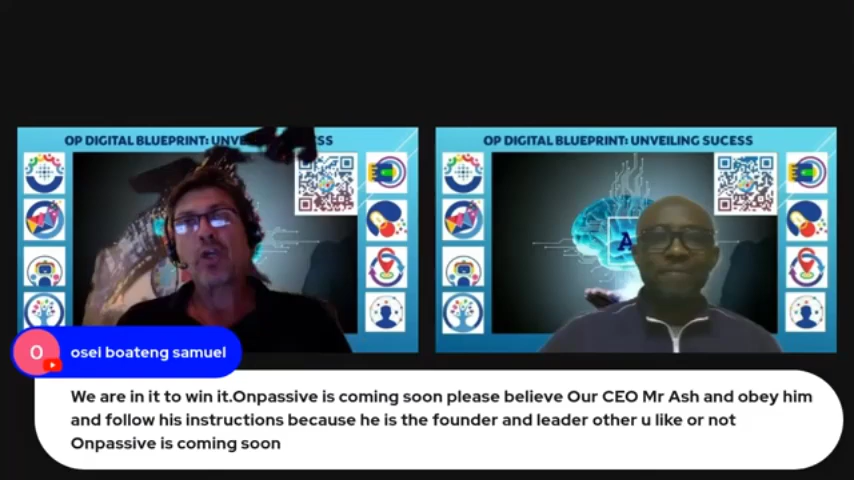 OP DIGITAL BLUEPRINT: UNVE SS
OP DIGITAL BLUEPRINT: UNVEILING SUCESS
A
O
osei boateng samuel
We are in it to win it.Onpassive is coming soon please believe Our CEO Mr Ash and obey him
and follow his instructions because he is the founder and leader other u like or not
Onpassive is coming soon